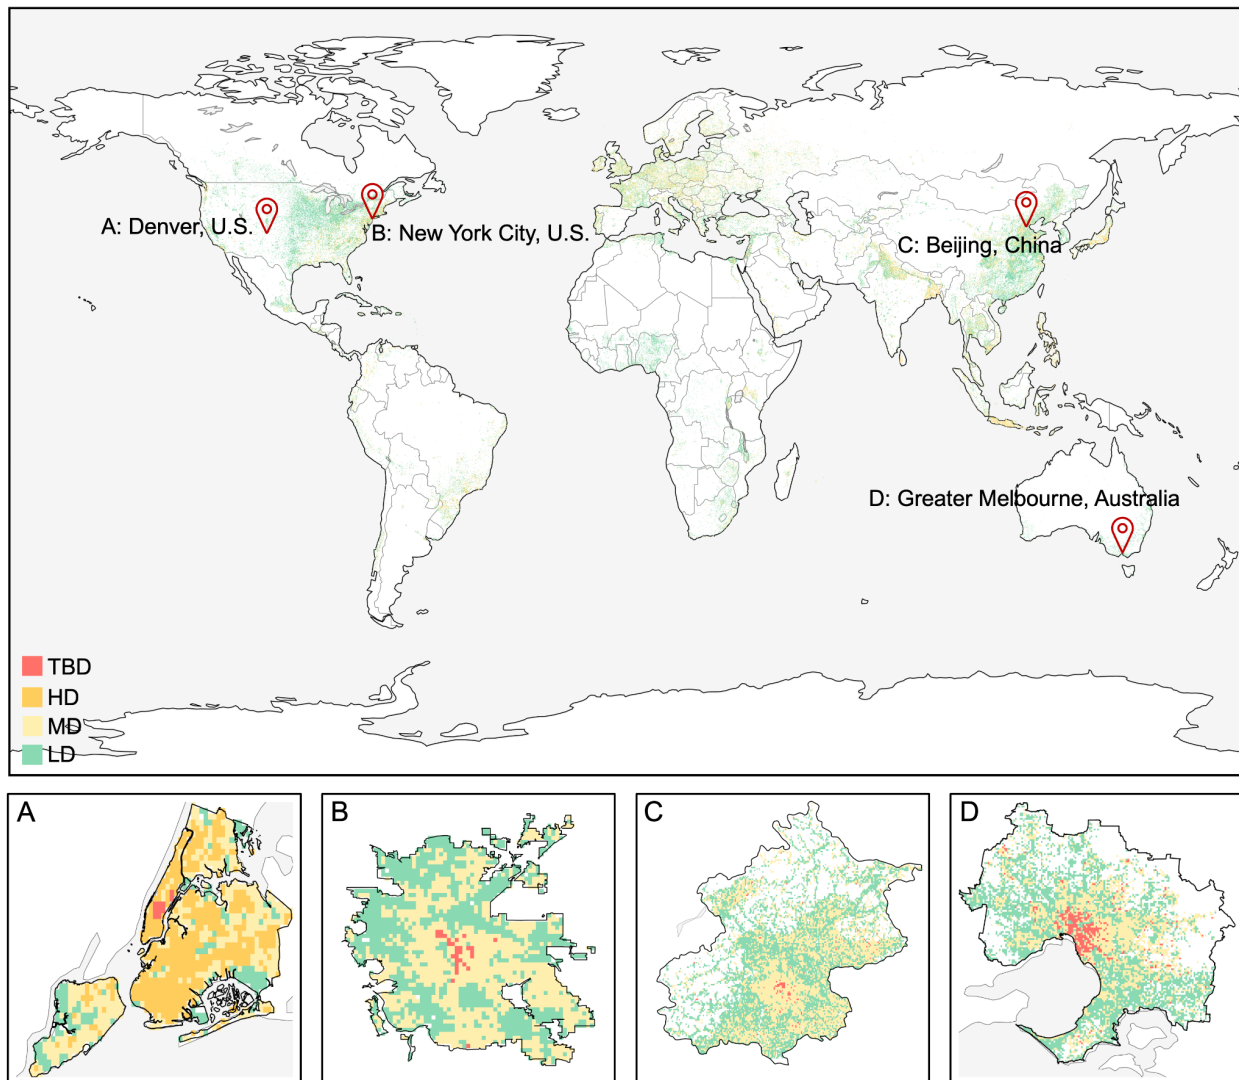 A: Denver, U.S.
B: New York City, U.S.
C: Beijing, China
D: Greater Melbourne, Australia
TBD
HD
MD
LD
A
B
C
D